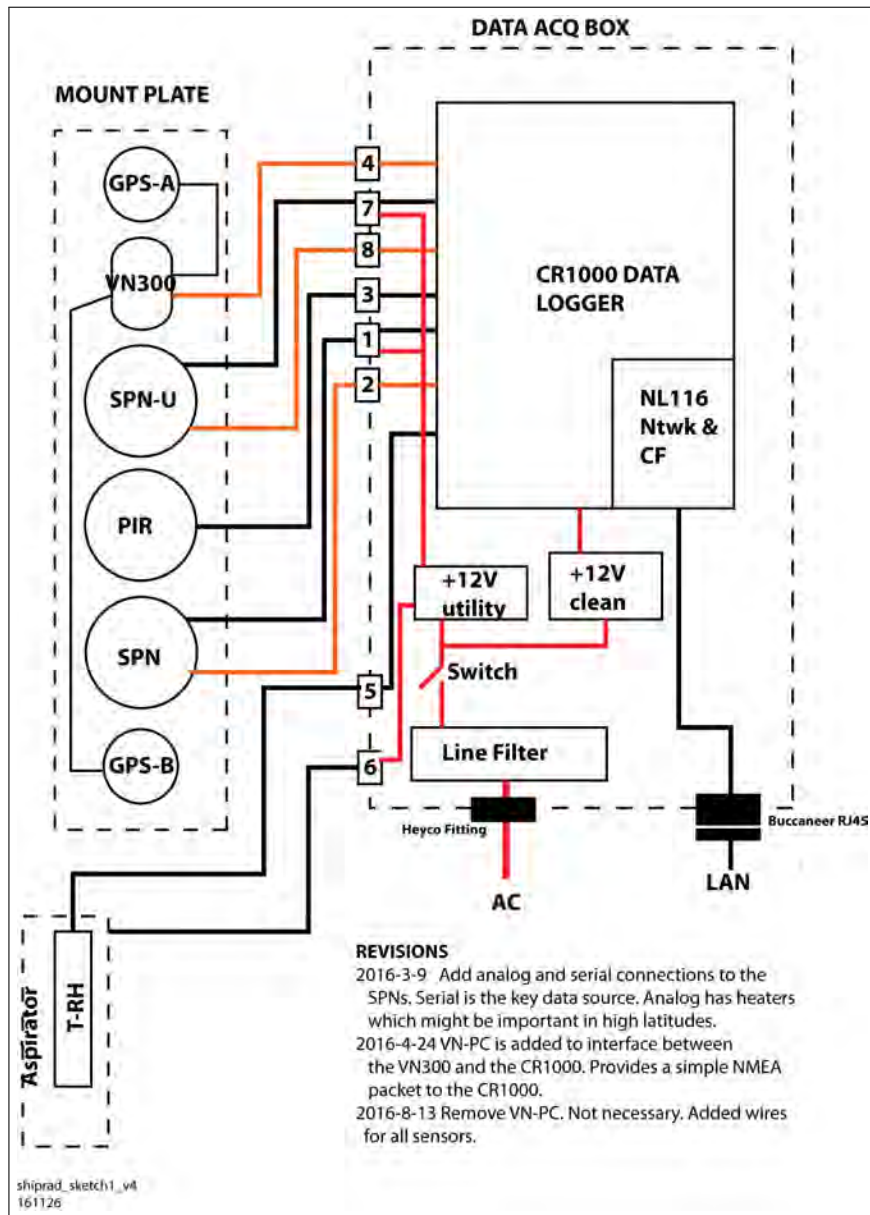 DATA ACQ BOX
MOUNT PLATE
GPS-A
VN300
SPN-U
PIR
SPN
GPS-B
4
7
8
3
1
2
5
6
CR1000 DATA
LOGGER
NL116
Ntwk &
CF
+12V
utility
+12V
clean
Switch
Line Filter
Heyco Fitting
Buccaneer RJ45
AC
LAN
Aspirator
T-RH
REVISIONS
2016-3-9 Add analog and serial connections to the
SPNs. Serial is the key data source. Analog has heaters
which might be important in high latitudes.
2016-4-24 VN-PC is added to interface between
the VN300 and the CR1000. Provides a simple NMEA
packet to the CR1000.
2016-8-13 Remove VN-PC. Not necessary. Added wires
for all sensors.
shiprad_sketch1_v4
161126